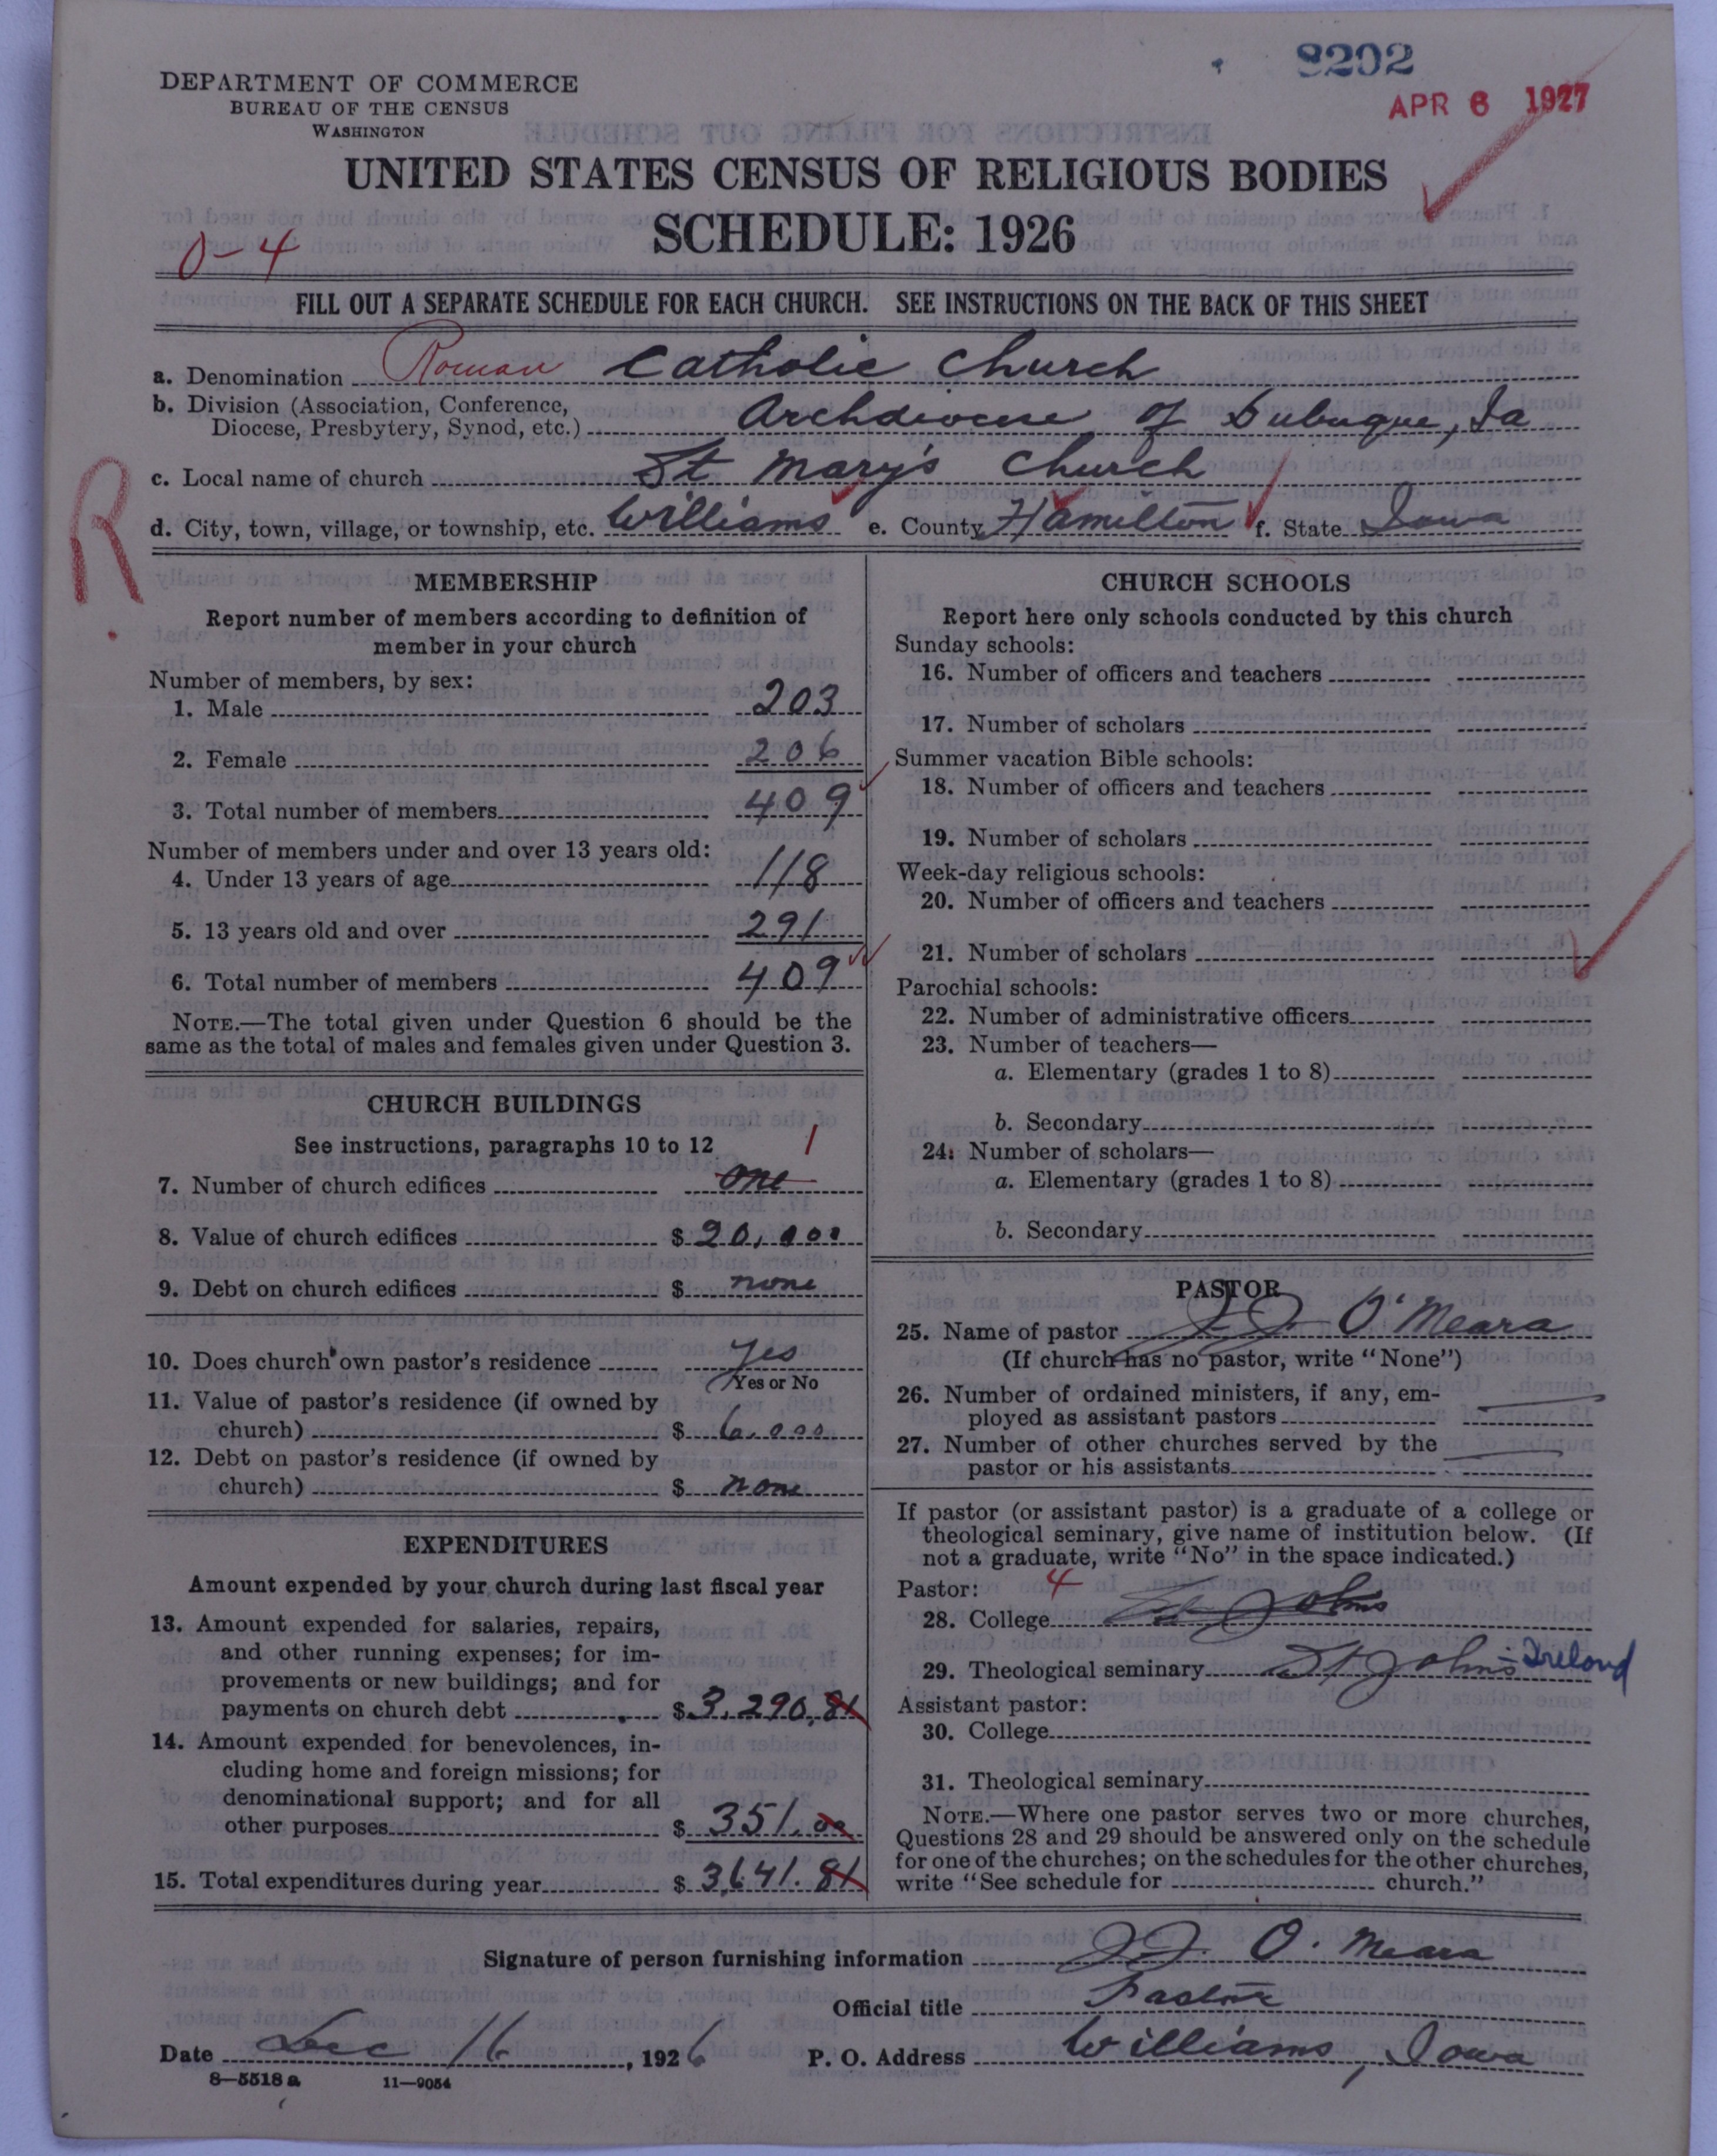 8202
APR 6 1927
DEPARTMENT OF COMMERCE
BUREAU OF THE CENSUS
WASHINGTON
UNITED STATES CENSUS OF RELIGIOUS BODIES
SCHEDULE: 1926
0-4
FILL OUT A SEPARATE SCHEDULE FOR EACH CHURCH. SEE INSTRUCTIONS ON THE BACK OF THIS SHEET
a. Denomination Roman Catholic Church
b. Division (Association, Conference,
Diocese, Presbytery, Synod, etc.) Archdiocese of Dubuque, Ia
c. Local name of church St Mary's Church
d. City, town, village, or township, etc. Williams e. County Hamilton f. State Iowa
R
MEMBERSHIP
Report number of members according to definition of
member in your church
Number of members, by sex:
1. Male 203
2. Female 206
3. Total number of members 409
Number of members under and over 13 years old:
4. Under 13 years of age 118
5. 13 years old and over 291
6. Total number of members 409
NOTE.—The total given under Question 6 should be the
same as the total of males and females given under Question 3.
CHURCH BUILDINGS
See instructions, paragraphs 10 to 12
1
7. Number of church edifices one
8. Value of church edifices $ 20,000
9. Debt on church edifices $ none
10. Does church own pastor's residence yes
Yes or No
11. Value of pastor's residence (if owned by
church) $ 6,000
12. Debt on pastor's residence (if owned by
church) $ none
EXPENDITURES
Amount expended by your church during last fiscal year
13. Amount expended for salaries, repairs,
and other running expenses; for im-
provements or new buildings; and for
payments on church debt $ 3,290.81
14. Amount expended for benevolences, in-
cluding home and foreign missions; for
denominational support; and for all
other purposes $ 351.00
15. Total expenditures during year $ 3,641.81
CHURCH SCHOOLS
Report here only schools conducted by this church
Sunday schools:
16. Number of officers and teachers
17. Number of scholars
Summer vacation Bible schools:
18. Number of officers and teachers
19. Number of scholars
Week-day religious schools:
20. Number of officers and teachers
21. Number of scholars
Parochial schools:
22. Number of administrative officers
23. Number of teachers—
a. Elementary (grades 1 to 8)
b. Secondary
24. Number of scholars—
a. Elementary (grades 1 to 8)
b. Secondary
PASTOR
25. Name of pastor J. J. O'Meara
(If church has no pastor, write "None")
26. Number of ordained ministers, if any, em-
ployed as assistant pastors
27. Number of other churches served by the
pastor or his assistants
If pastor (or assistant pastor) is a graduate of a college or
theological seminary, give name of institution below. (If
not a graduate, write "No" in the space indicated.)
Pastor: 4
28. College St Johns
29. Theological seminary St Johns - Ireland
Assistant pastor:
30. College
31. Theological seminary
NOTE.—Where one pastor serves two or more churches,
Questions 28 and 29 should be answered only on the schedule
for one of the churches; on the schedules for the other churches,
write "See schedule for church."
Signature of person furnishing information J J. O'Meara
Official title Pastor
Date Dec 16, 1926 P. O. Address Williams, Iowa
8—5518 a 11—9054